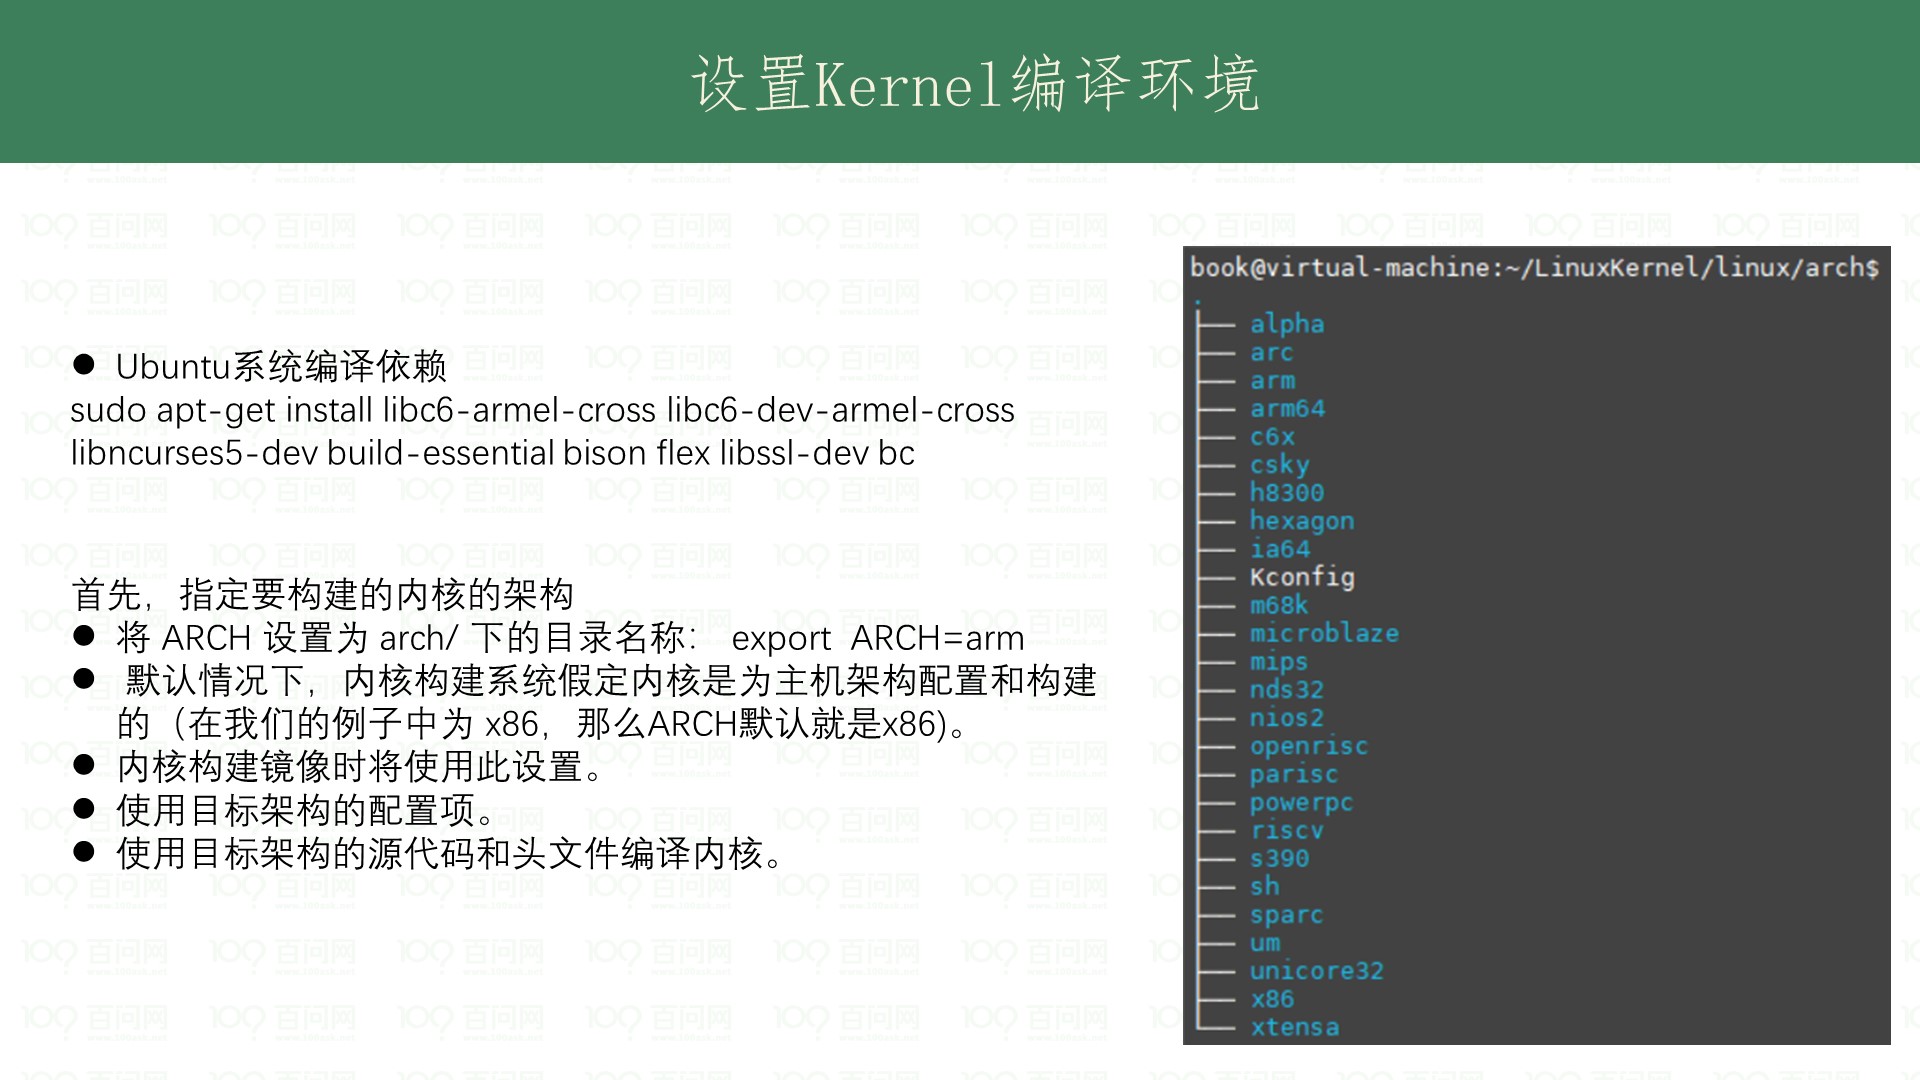 设置Kernel编译环境
● Ubuntu系统编译依赖
sudo apt-get install libc6-armel-cross libc6-dev-armel-cross
libncurses5-dev build-essential bison flex libssl-dev bc
首先，指定要构建的内核的架构
● 将 ARCH 设置为 arch/ 下的目录名称： export ARCH=arm
● 默认情况下，内核构建系统假定内核是为主机架构配置和构建
的（在我们的例子中为 x86，那么ARCH默认就是x86)。
● 内核构建镜像时将使用此设置。
● 使用目标架构的配置项。
● 使用目标架构的源代码和头文件编译内核。
book@virtual-machine:~/LinuxKernel/linux/arch$
.
├── alpha
├── arc
├── arm
├── arm64
├── c6x
├── csky
├── h8300
├── hexagon
├── ia64
├── Kconfig
├── m68k
├── microblaze
├── mips
├── nds32
├── nios2
├── openrisc
├── parisc
├── powerpc
├── riscv
├── s390
├── sh
├── sparc
├── um
├── unicore32
├── x86
└── xtensa
百问网
www.100ask.net